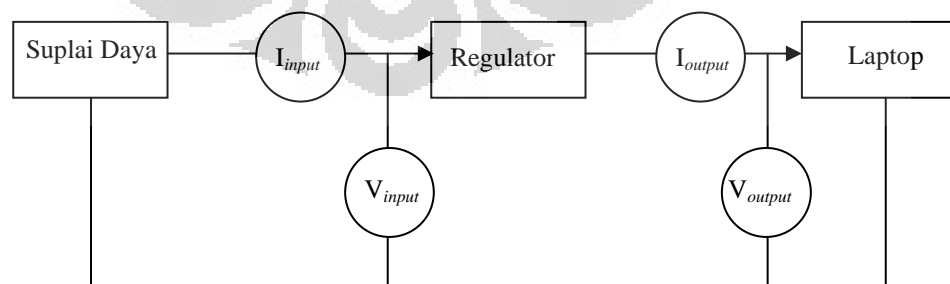 Suplai Daya
Iinput
Regulator
Ioutput
Laptop
Vinput
Voutput